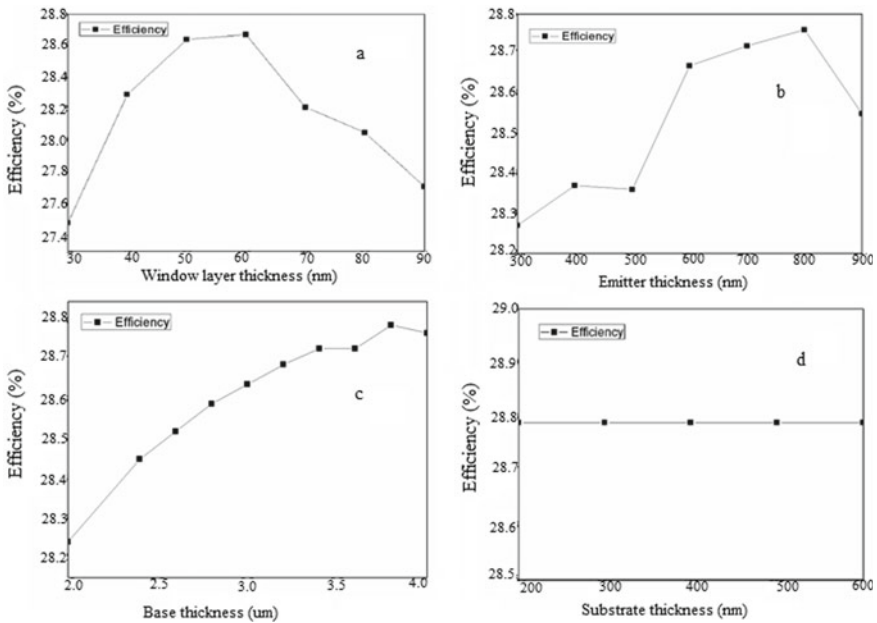 28.8
28.6
28.4
28.2
28.0
27.8
27.6
27.4
Efficiency (%)
Efficiency
a
30 40 50 60 70 80 90
Window layer thickness (nm)
28.8
28.7
28.6
28.5
28.4
28.3
28.2
Efficiency (%)
Efficiency
b
300 400 500 600 700 800 900
Emitter thickness (nm)
28.8
28.7
28.6
28.5
28.4
28.3
28.2
Efficiency (%)
Efficiency
c
2.0 2.5 3.0 3.5 4.0
Base thickness (um)
29.0
28.9
28.8
28.7
28.6
28.5
Efficiency (%)
Efficiency
d
200 300 400 500 600
Substrate thickness (nm)